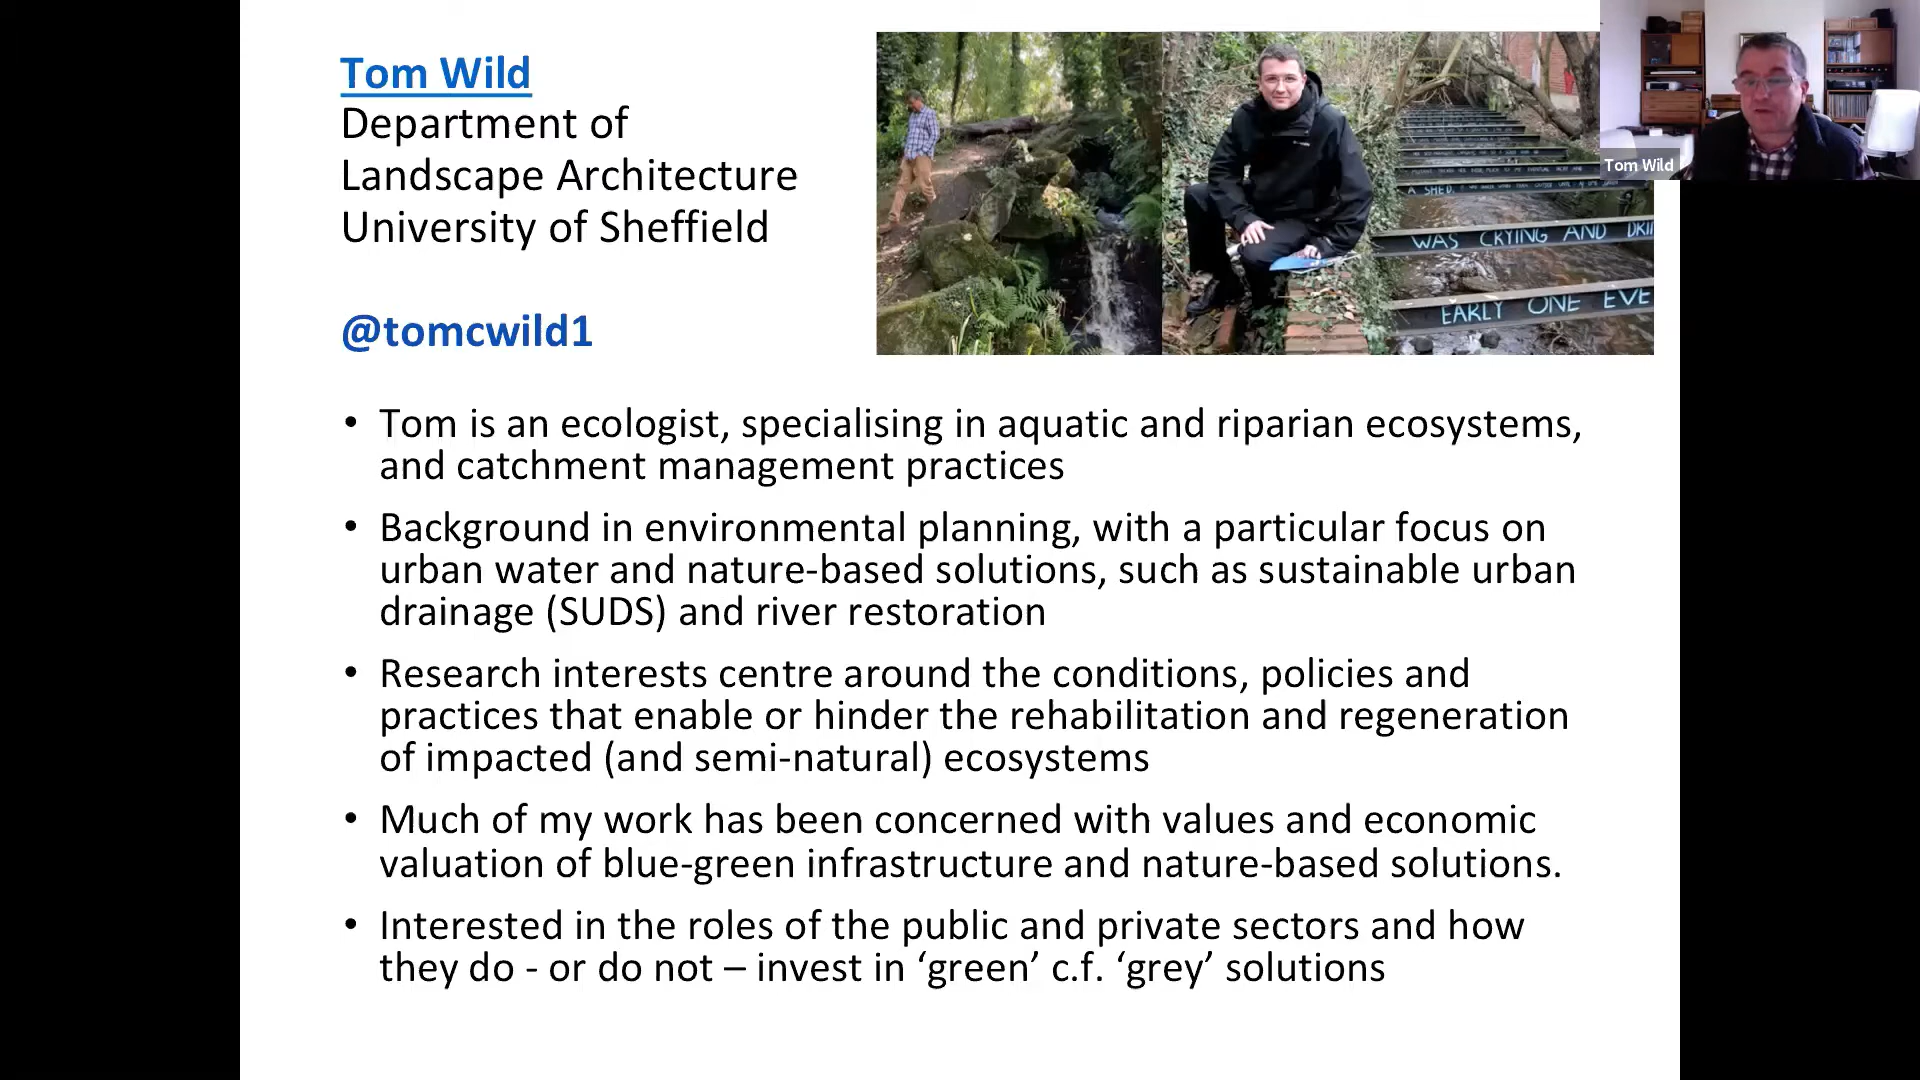 Tom Wild
Department of
Landscape Architecture
University of Sheffield
@tomcwild1
A SHED.
WAS CRYING AND DRI
EARLY ONE EVE
Tom Wild
• Tom is an ecologist, specialising in aquatic and riparian ecosystems,
and catchment management practices
• Background in environmental planning, with a particular focus on
urban water and nature-based solutions, such as sustainable urban
drainage (SUDS) and river restoration
• Research interests centre around the conditions, policies and
practices that enable or hinder the rehabilitation and regeneration
of impacted (and semi-natural) ecosystems
• Much of my work has been concerned with values and economic
valuation of blue-green infrastructure and nature-based solutions.
• Interested in the roles of the public and private sectors and how
they do - or do not – invest in ‘green’ c.f. ‘grey’ solutions